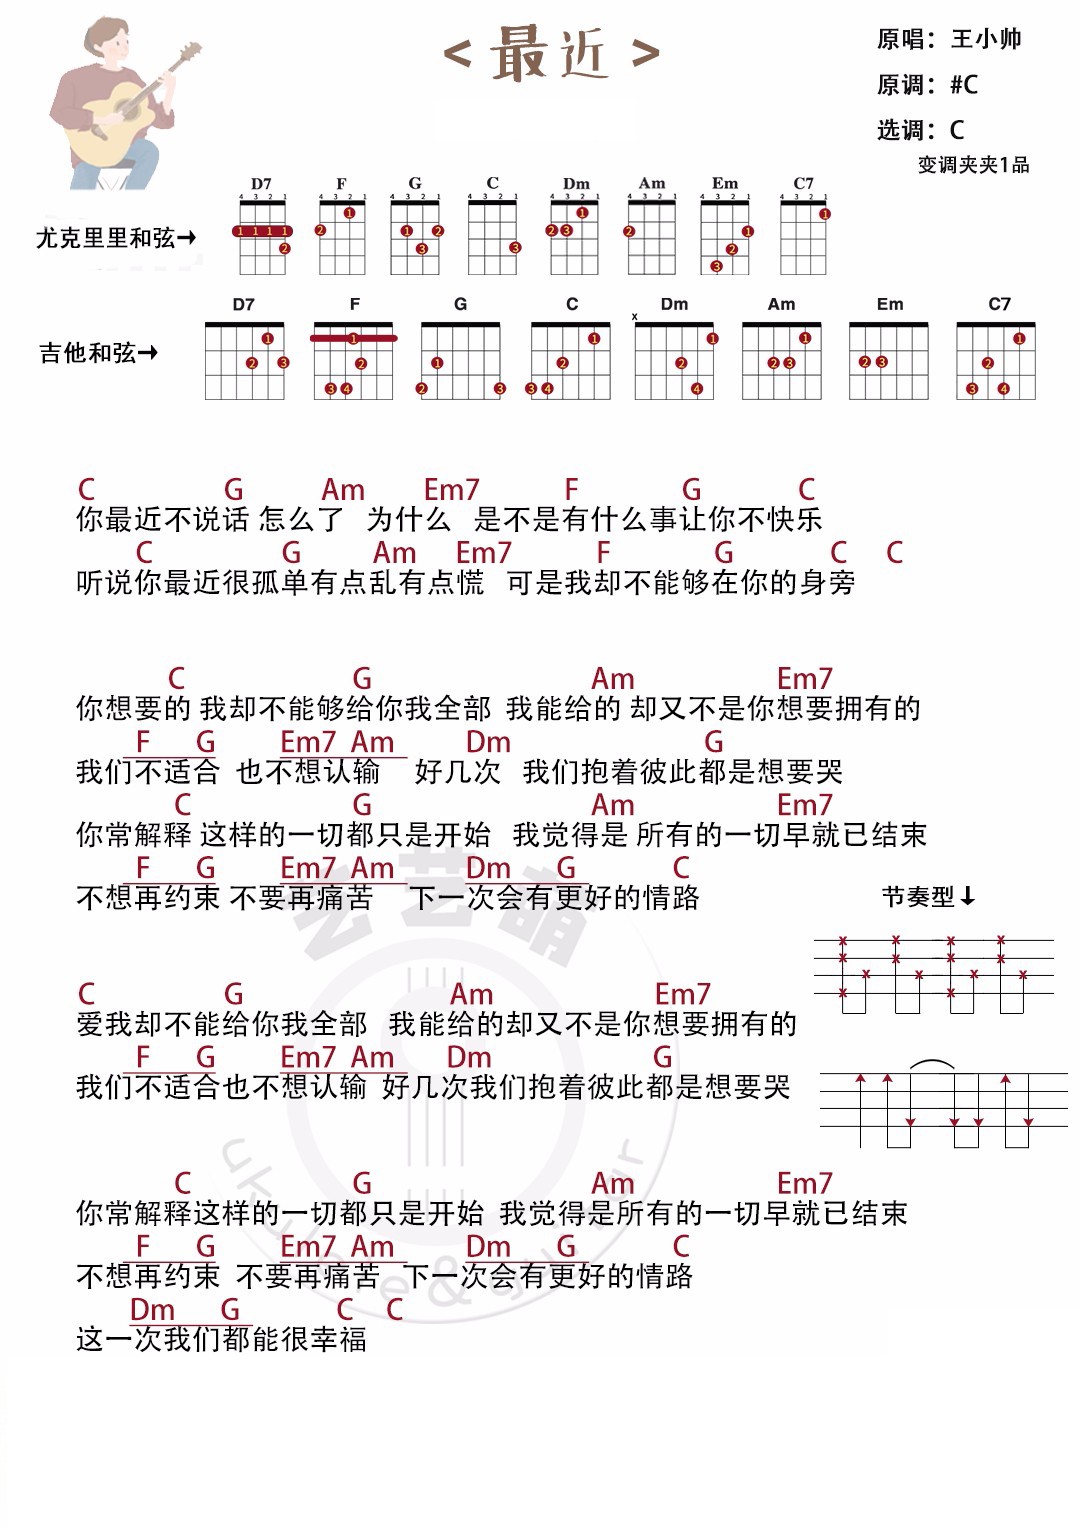 <最近>
原唱：王小帅
原调：#C
选调：C
变调夹夹1品
D7 F G C Dm Am Em C7
尤克里里和弦→
D7 F G C Dm Am Em C7
吉他和弦→
C G Am Em7 F G C
你最近不说话 怎么了 为什么 是不是有什么事让你不快乐
C G Am Em7 F G C C
听说你最近很孤单有点乱有点慌 可是我却不能够在你的身旁
C G Am Em7
你想要的 我却不能够给你我全部 我能给的 却又不是你想要拥有的
F G Em7 Am Dm G
我们不适合 也不想认输 好几次 我们抱着彼此都是想要哭
C G Am Em7
你常解释 这样的一切都只是开始 我觉得是 所有的一切早就已结束
F G Em7 Am Dm G C
不想再约束 不要再痛苦 下一次会有更好的情路
节奏型↓
C G Am Em7
爱我却不能给你我全部 我能给的却又不是你想要拥有的
F G Em7 Am Dm G
我们不适合也不想认输 好几次我们抱着彼此都是想要哭
C G Am Em7
你常解释这样的一切都只是开始 我觉得是所有的一切早就已结束
F G Em7 Am Dm G C
不想再约束 不要再痛苦 下一次会有更好的情路
Dm G C C
这一次我们都能很幸福
艺萌
ukulele&guitar